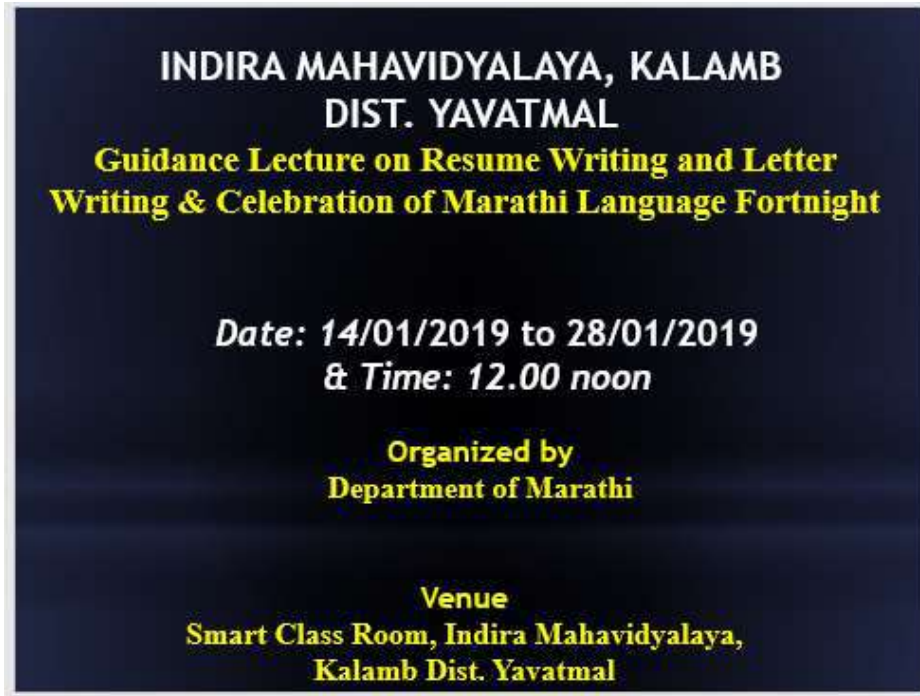 INDIRA MAHAVIDYALAYA, KALAMB
DIST. YAVATMAL
Guidance Lecture on Resume Writing and Letter
Writing & Celebration of Marathi Language Fortnight
Date: 14/01/2019 to 28/01/2019
& Time: 12.00 noon
Organized by
Department of Marathi
Venue
Smart Class Room, Indira Mahavidyalaya,
Kalamb Dist. Yavatmal